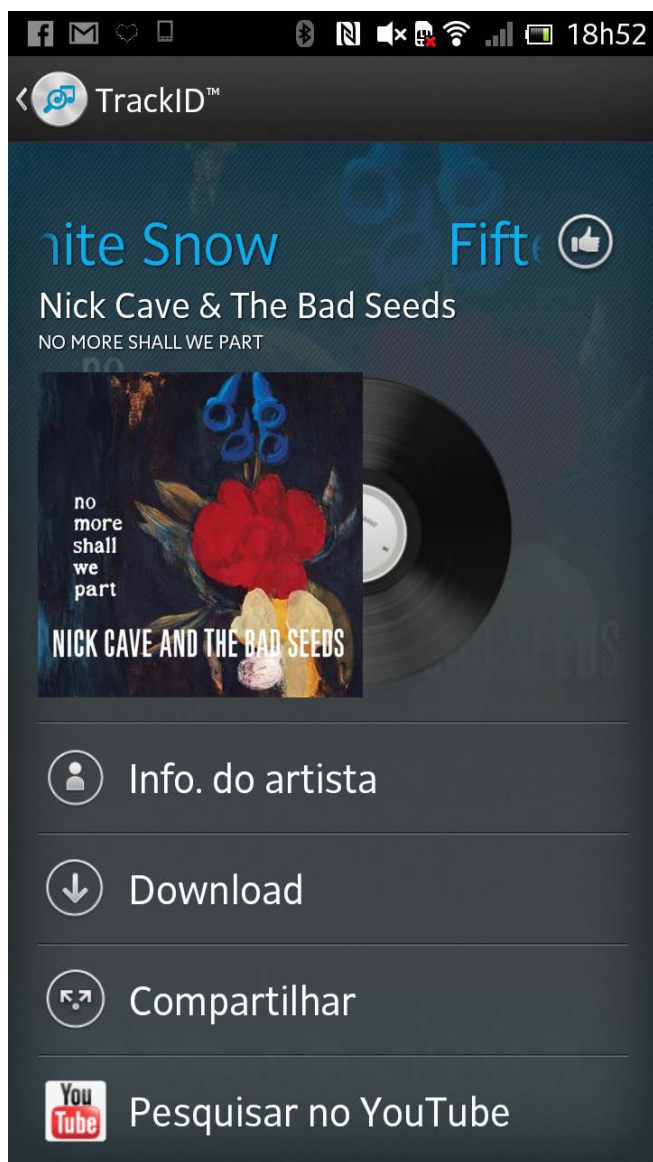 18h52
TrackID™
nite Snow Fift
Nick Cave & The Bad Seeds
NO MORE SHALL WE PART
no
more
shall
we
part
NICK CAVE AND THE BAD SEEDS
Info. do artista
Download
Compartilhar
You
Tube
Pesquisar no YouTube